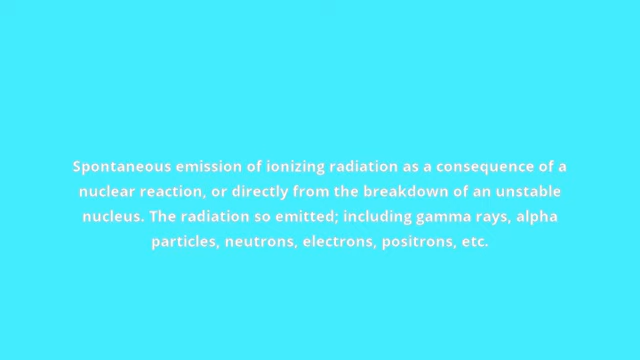 Spontaneous emission of ionizing radiation as a consequence of a
nuclear reaction, or directly from the breakdown of an unstable
nucleus. The radiation so emitted; including gamma rays, alpha
particles, neutrons, electrons, positrons, etc.